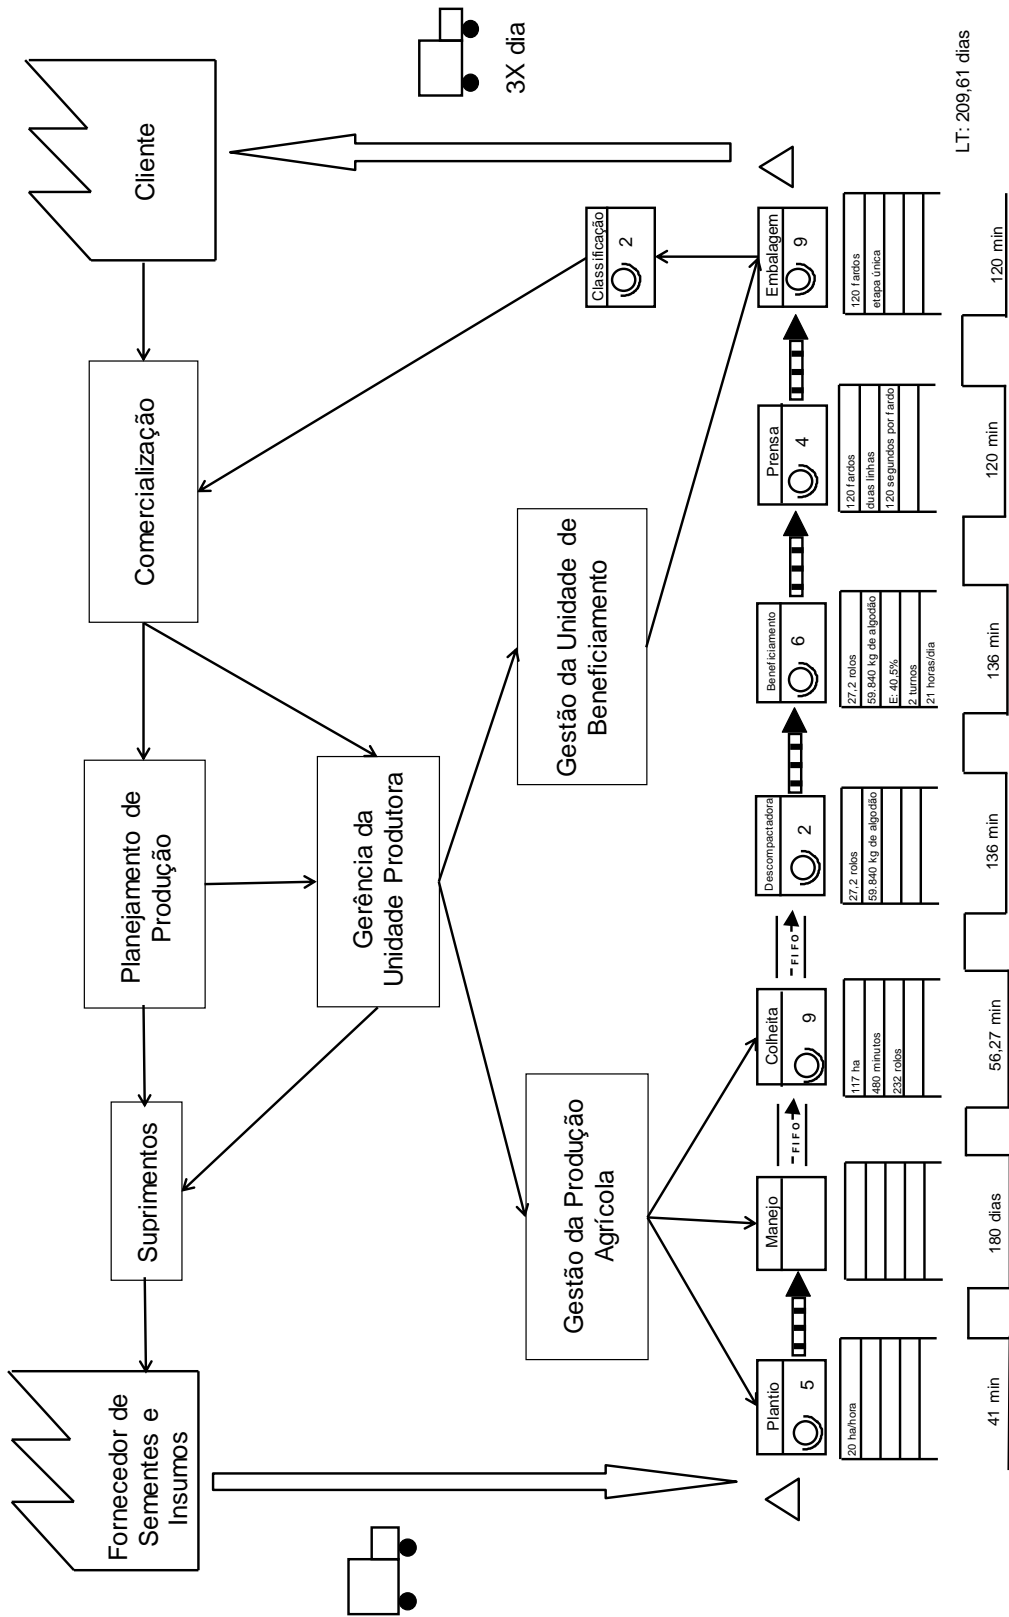 Fornecedor de
Sementes e
Insumos
Suprimentos
Planejamento de
Produção
Comercialização
Cliente
3X dia
Gerência da
Unidade Produtora
Gestão da Produção
Agrícola
Gestão da Unidade de
Beneficiamento
Classificação
2
Plantio
5
20 ha/hora
Manejo
FIFO
Colheita
9
117 ha
480 minutos
232 rolos
FIFO
Descompactadora
2
27,2 rolos
59.840 kg de algodão
Beneficiamento
6
27,2 rolos
59.840 kg de algodão
E: 40,5%
2 turnos
21 horas/dia
Prensa
4
120 fardos
duas linhas
120 segundos por fardo
Embalagem
9
120 fardos
etapa única
41 min
180 dias
56,27 min
136 min
136 min
120 min
120 min
LT: 209,61 dias